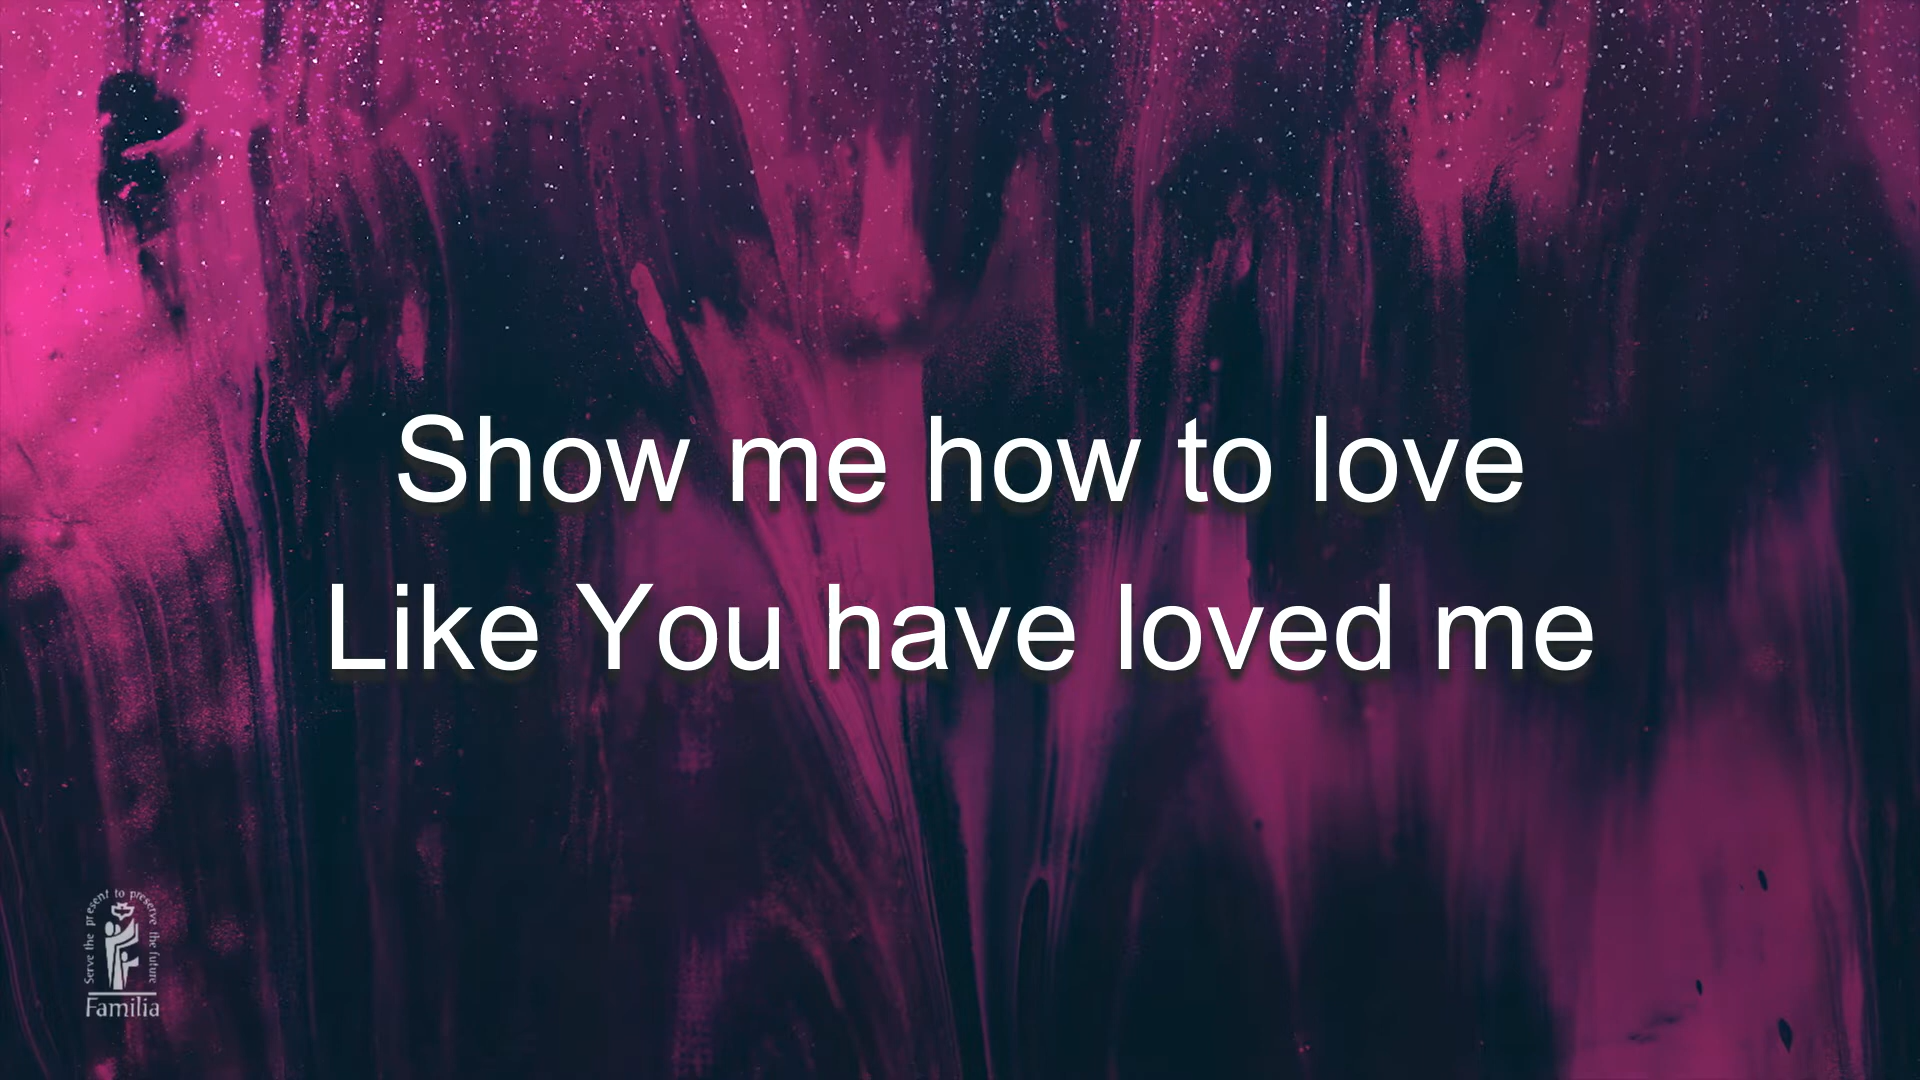 Show me how to love
Like You have loved me
Serve the present to preserve the future
Familia